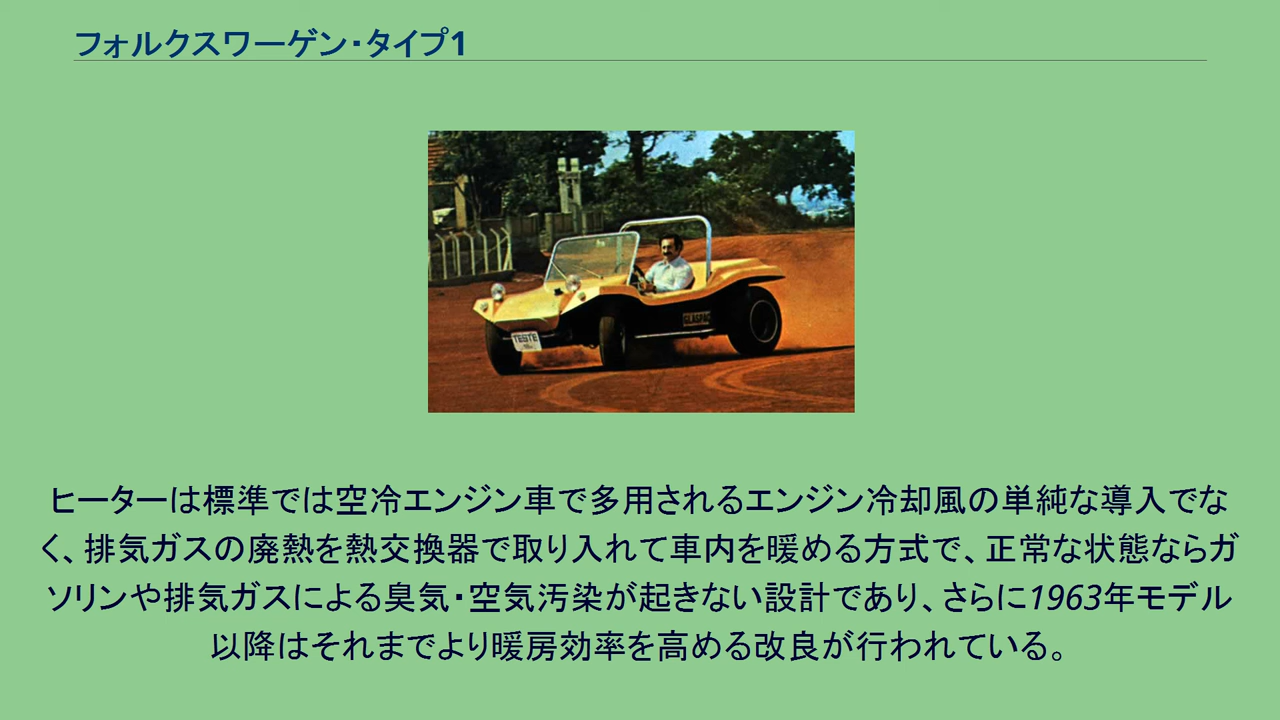 フォルクスワーゲン・タイプ1
TESTE
GLASPAC
ヒーターは標準では空冷エンジン車で多用されるエンジン冷却風の単純な導入でな
く、排気ガスの廃熱を熱交換器で取り入れて車内を暖める方式で、正常な状態ならガ
ソリンや排気ガスによる臭気・空気汚染が起きない設計であり、さらに1963年モデル
以降はそれまでより暖房効率を高める改良が行われている。